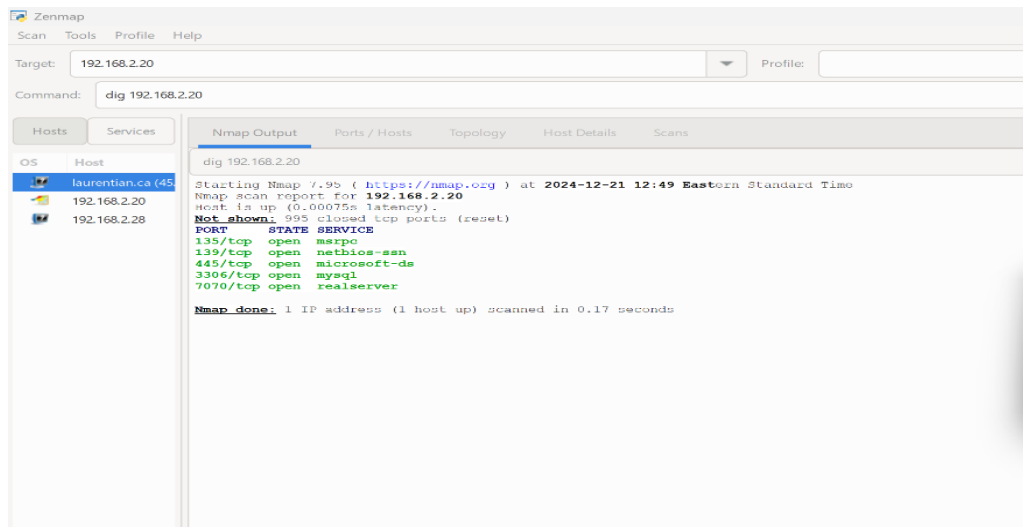 Zenmap
Scan Tools Profile Help
Target: 192.168.2.20 Profile:
Command: dig 192.168.2.20
Hosts Services
Nmap Output Ports / Hosts Topology Host Details Scans
OS Host
dig 192.168.2.20
laurentian.ca (45.
192.168.2.20
192.168.2.28
Starting Nmap 7.95 ( https://nmap.org ) at 2024-12-21 12:49 Eastern Standard Time
Nmap scan report for 192.168.2.20
Host is up (0.00075s latency).
Not shown: 995 closed tcp ports (reset)
PORT STATE SERVICE
135/tcp open msrpc
139/tcp open netbios-ssn
445/tcp open microsoft-ds
3306/tcp open mysql
7070/tcp open realserver
Nmap done: 1 IP address (1 host up) scanned in 0.17 seconds